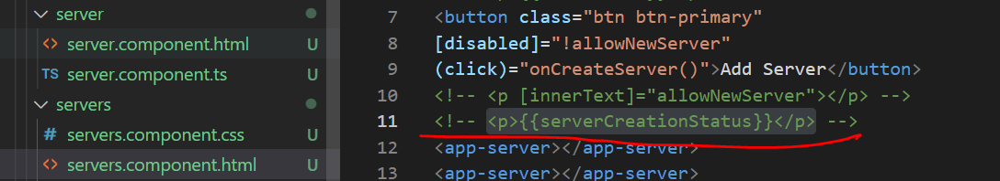 server
<> server.component.html U
TS server.component.ts U
servers
# servers.component.css U
<> servers.component.html U
7 <button class="btn btn-primary"
8 [disabled]="!allowNewServer"
9 (click)="onCreateServer()">Add Server</button>
10 <!-- <p [innerText]="allowNewServer"></p> -->
11 <!-- <p>{{serverCreationStatus}}</p> -->
12 <app-server></app-server>
13 <app-server></app-server>